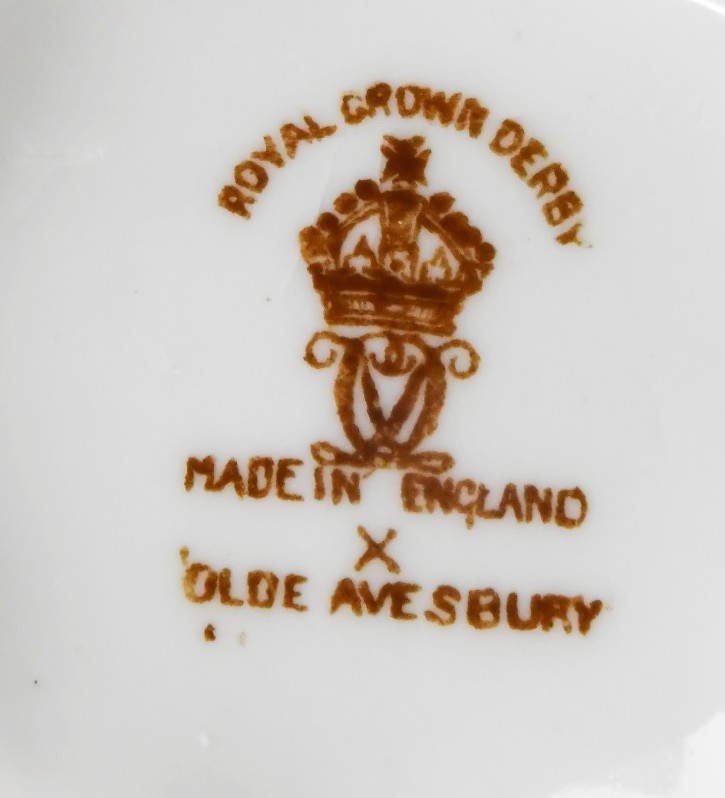 ROYAL CROWN DERBY
MADE IN ENGLAND
X
OLDE AVESBURY